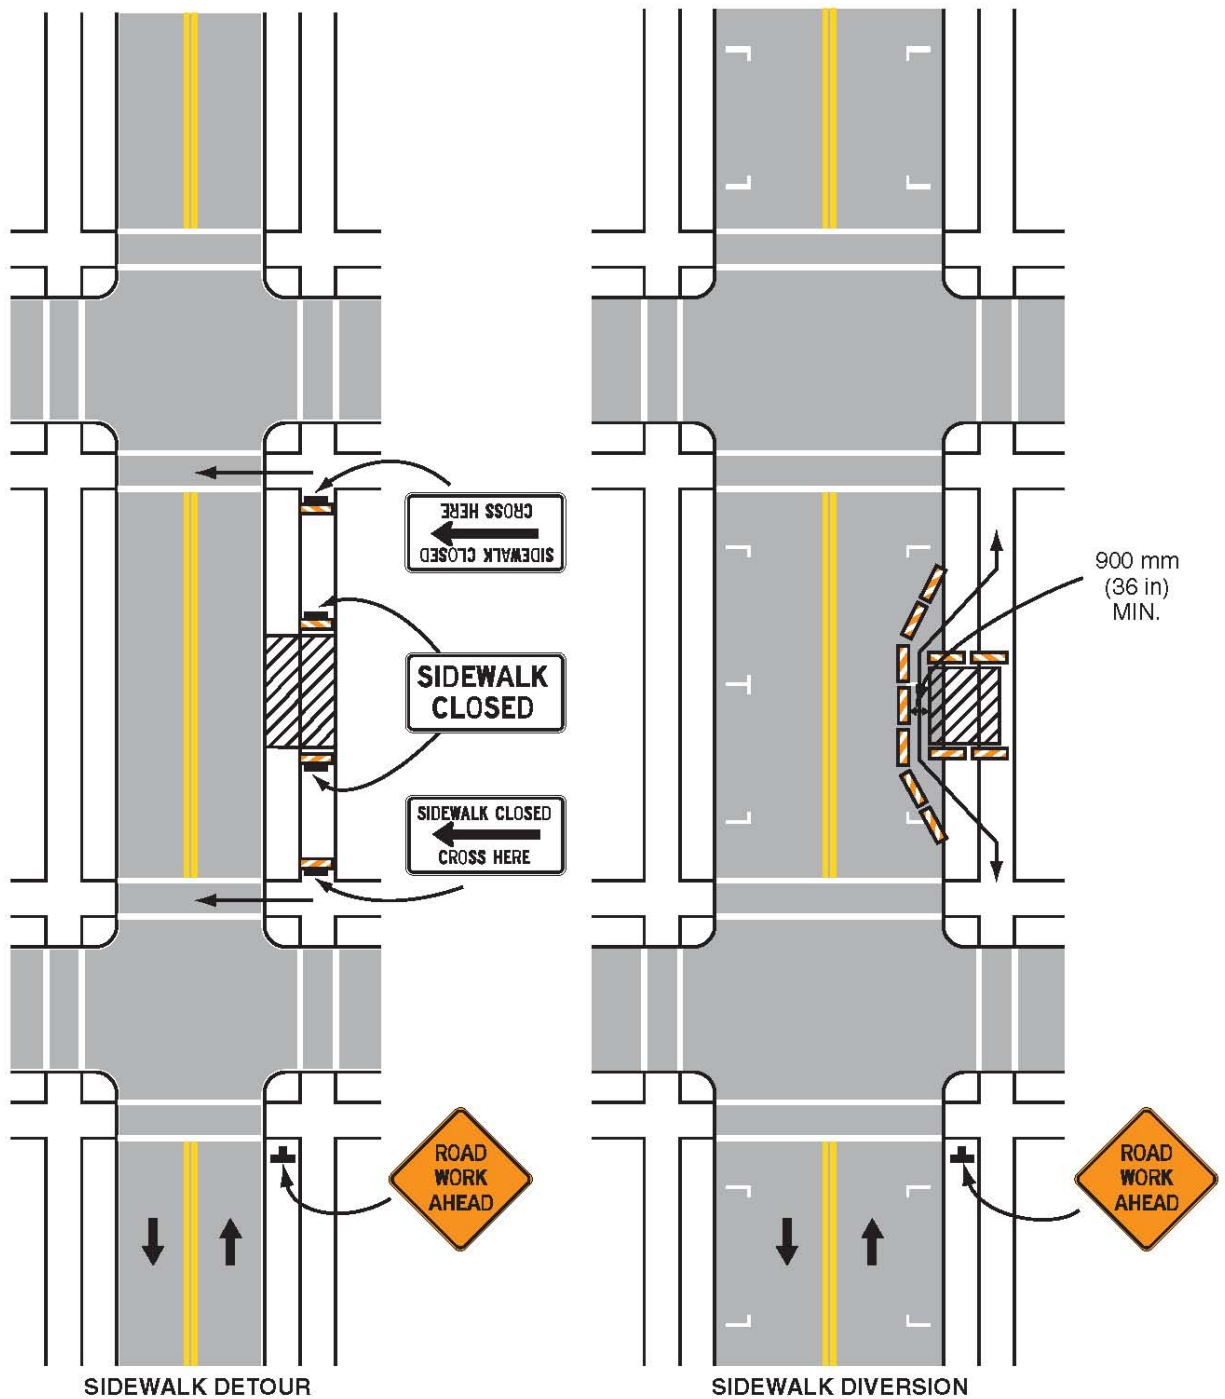 CROSS HERE
SIDEWALK CLOSED
SIDEWALK
CLOSED
SIDEWALK CLOSED
CROSS HERE
ROAD
WORK
AHEAD
SIDEWALK DETOUR
900 mm
(36 in)
MIN.
ROAD
WORK
AHEAD
SIDEWALK DIVERSION